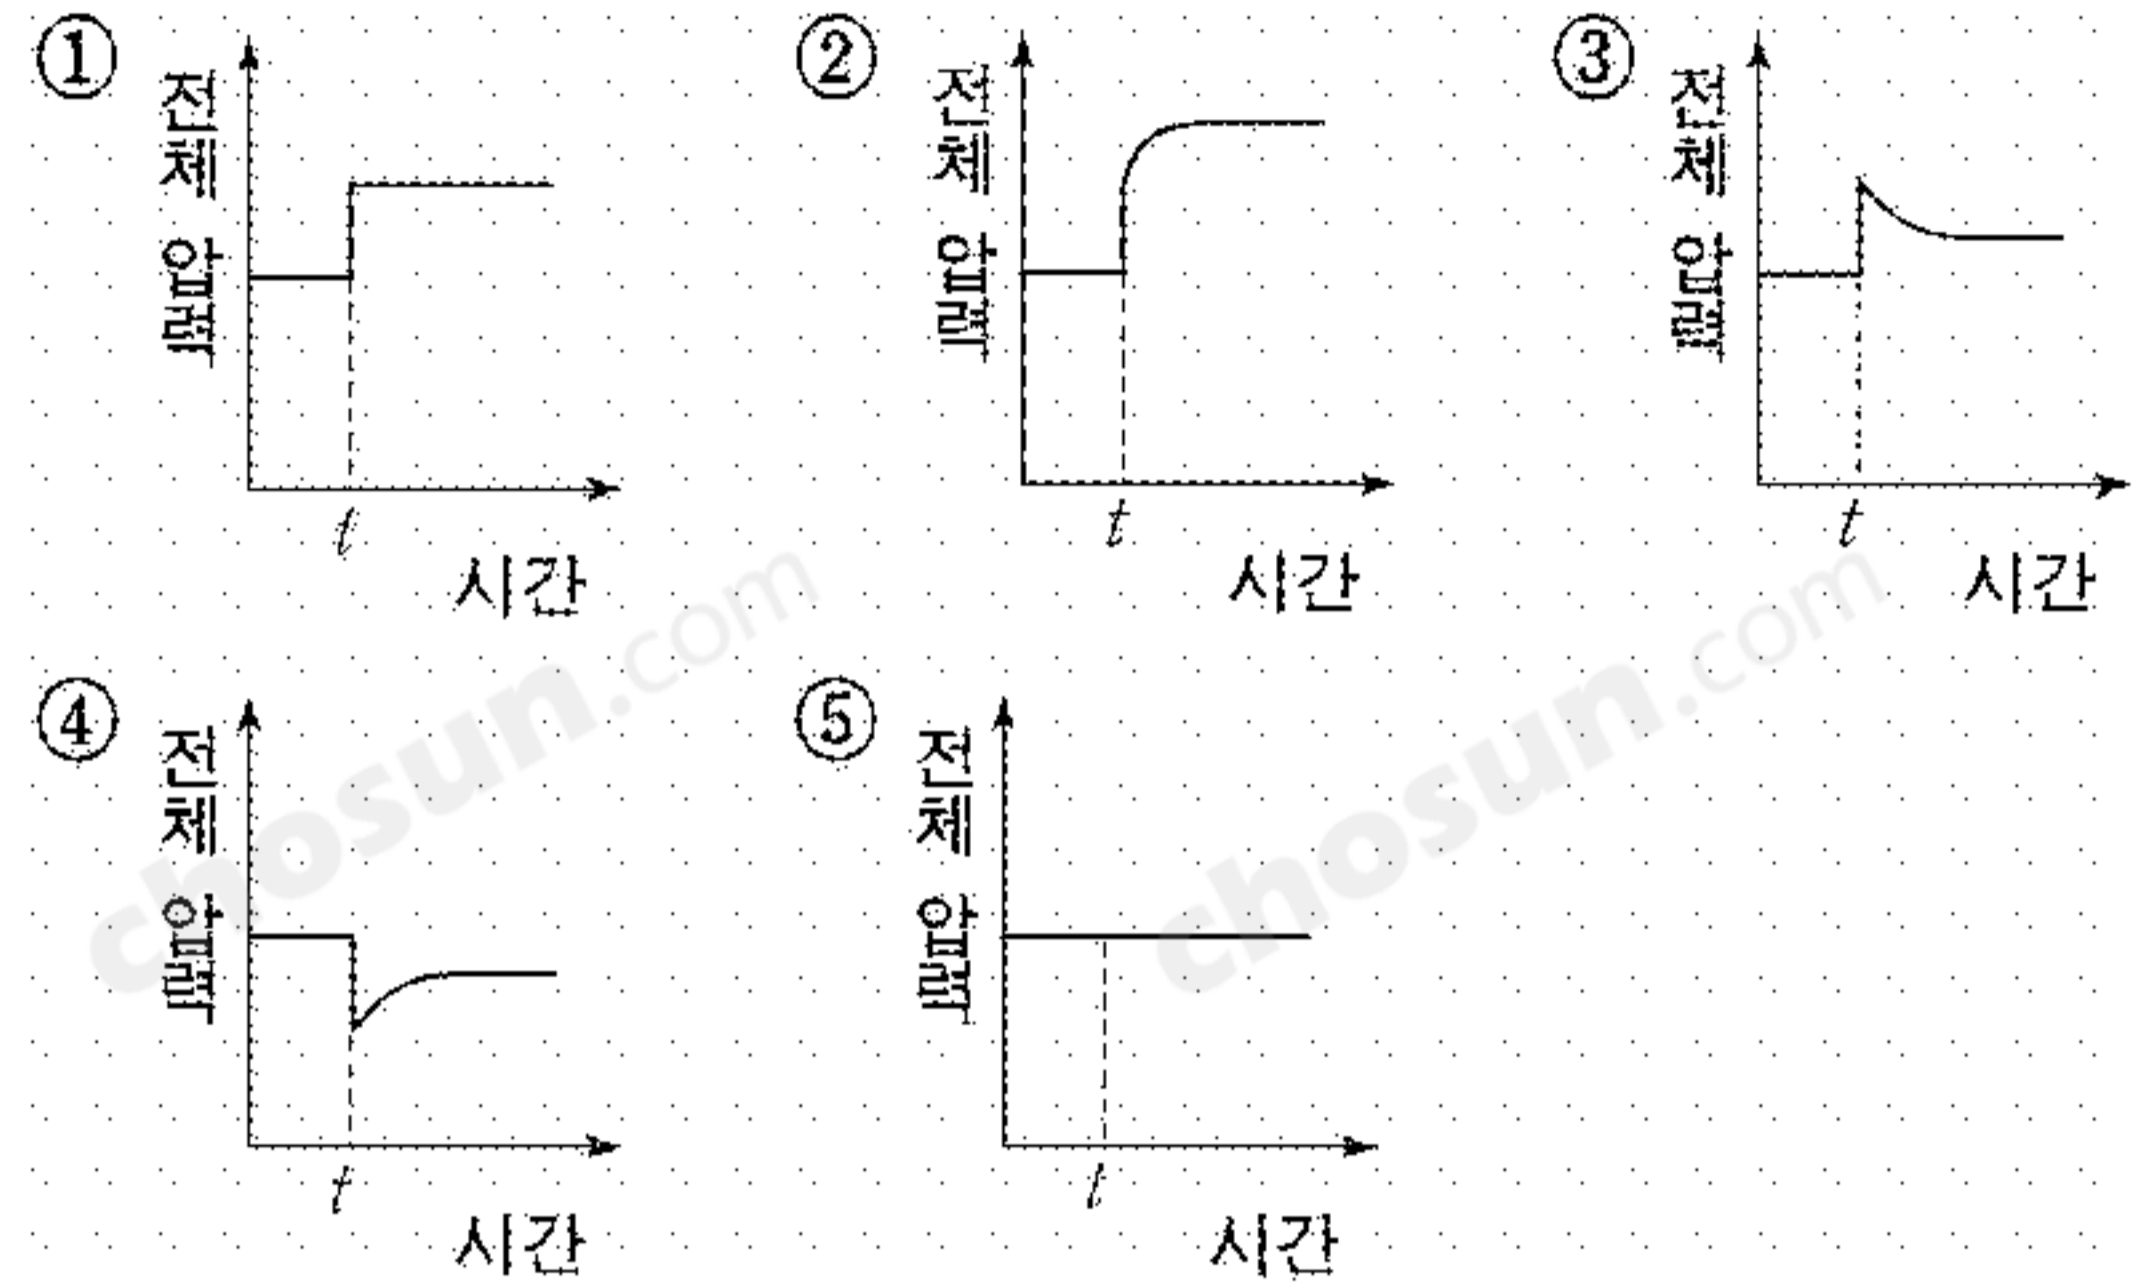 ① ② ③
전체 압력 전체 압력 전체 압력
t t t
시간 시간 시간
④ ⑤
전체 압력 전체 압력
t t
시간 시간
chosun.com chosun.com